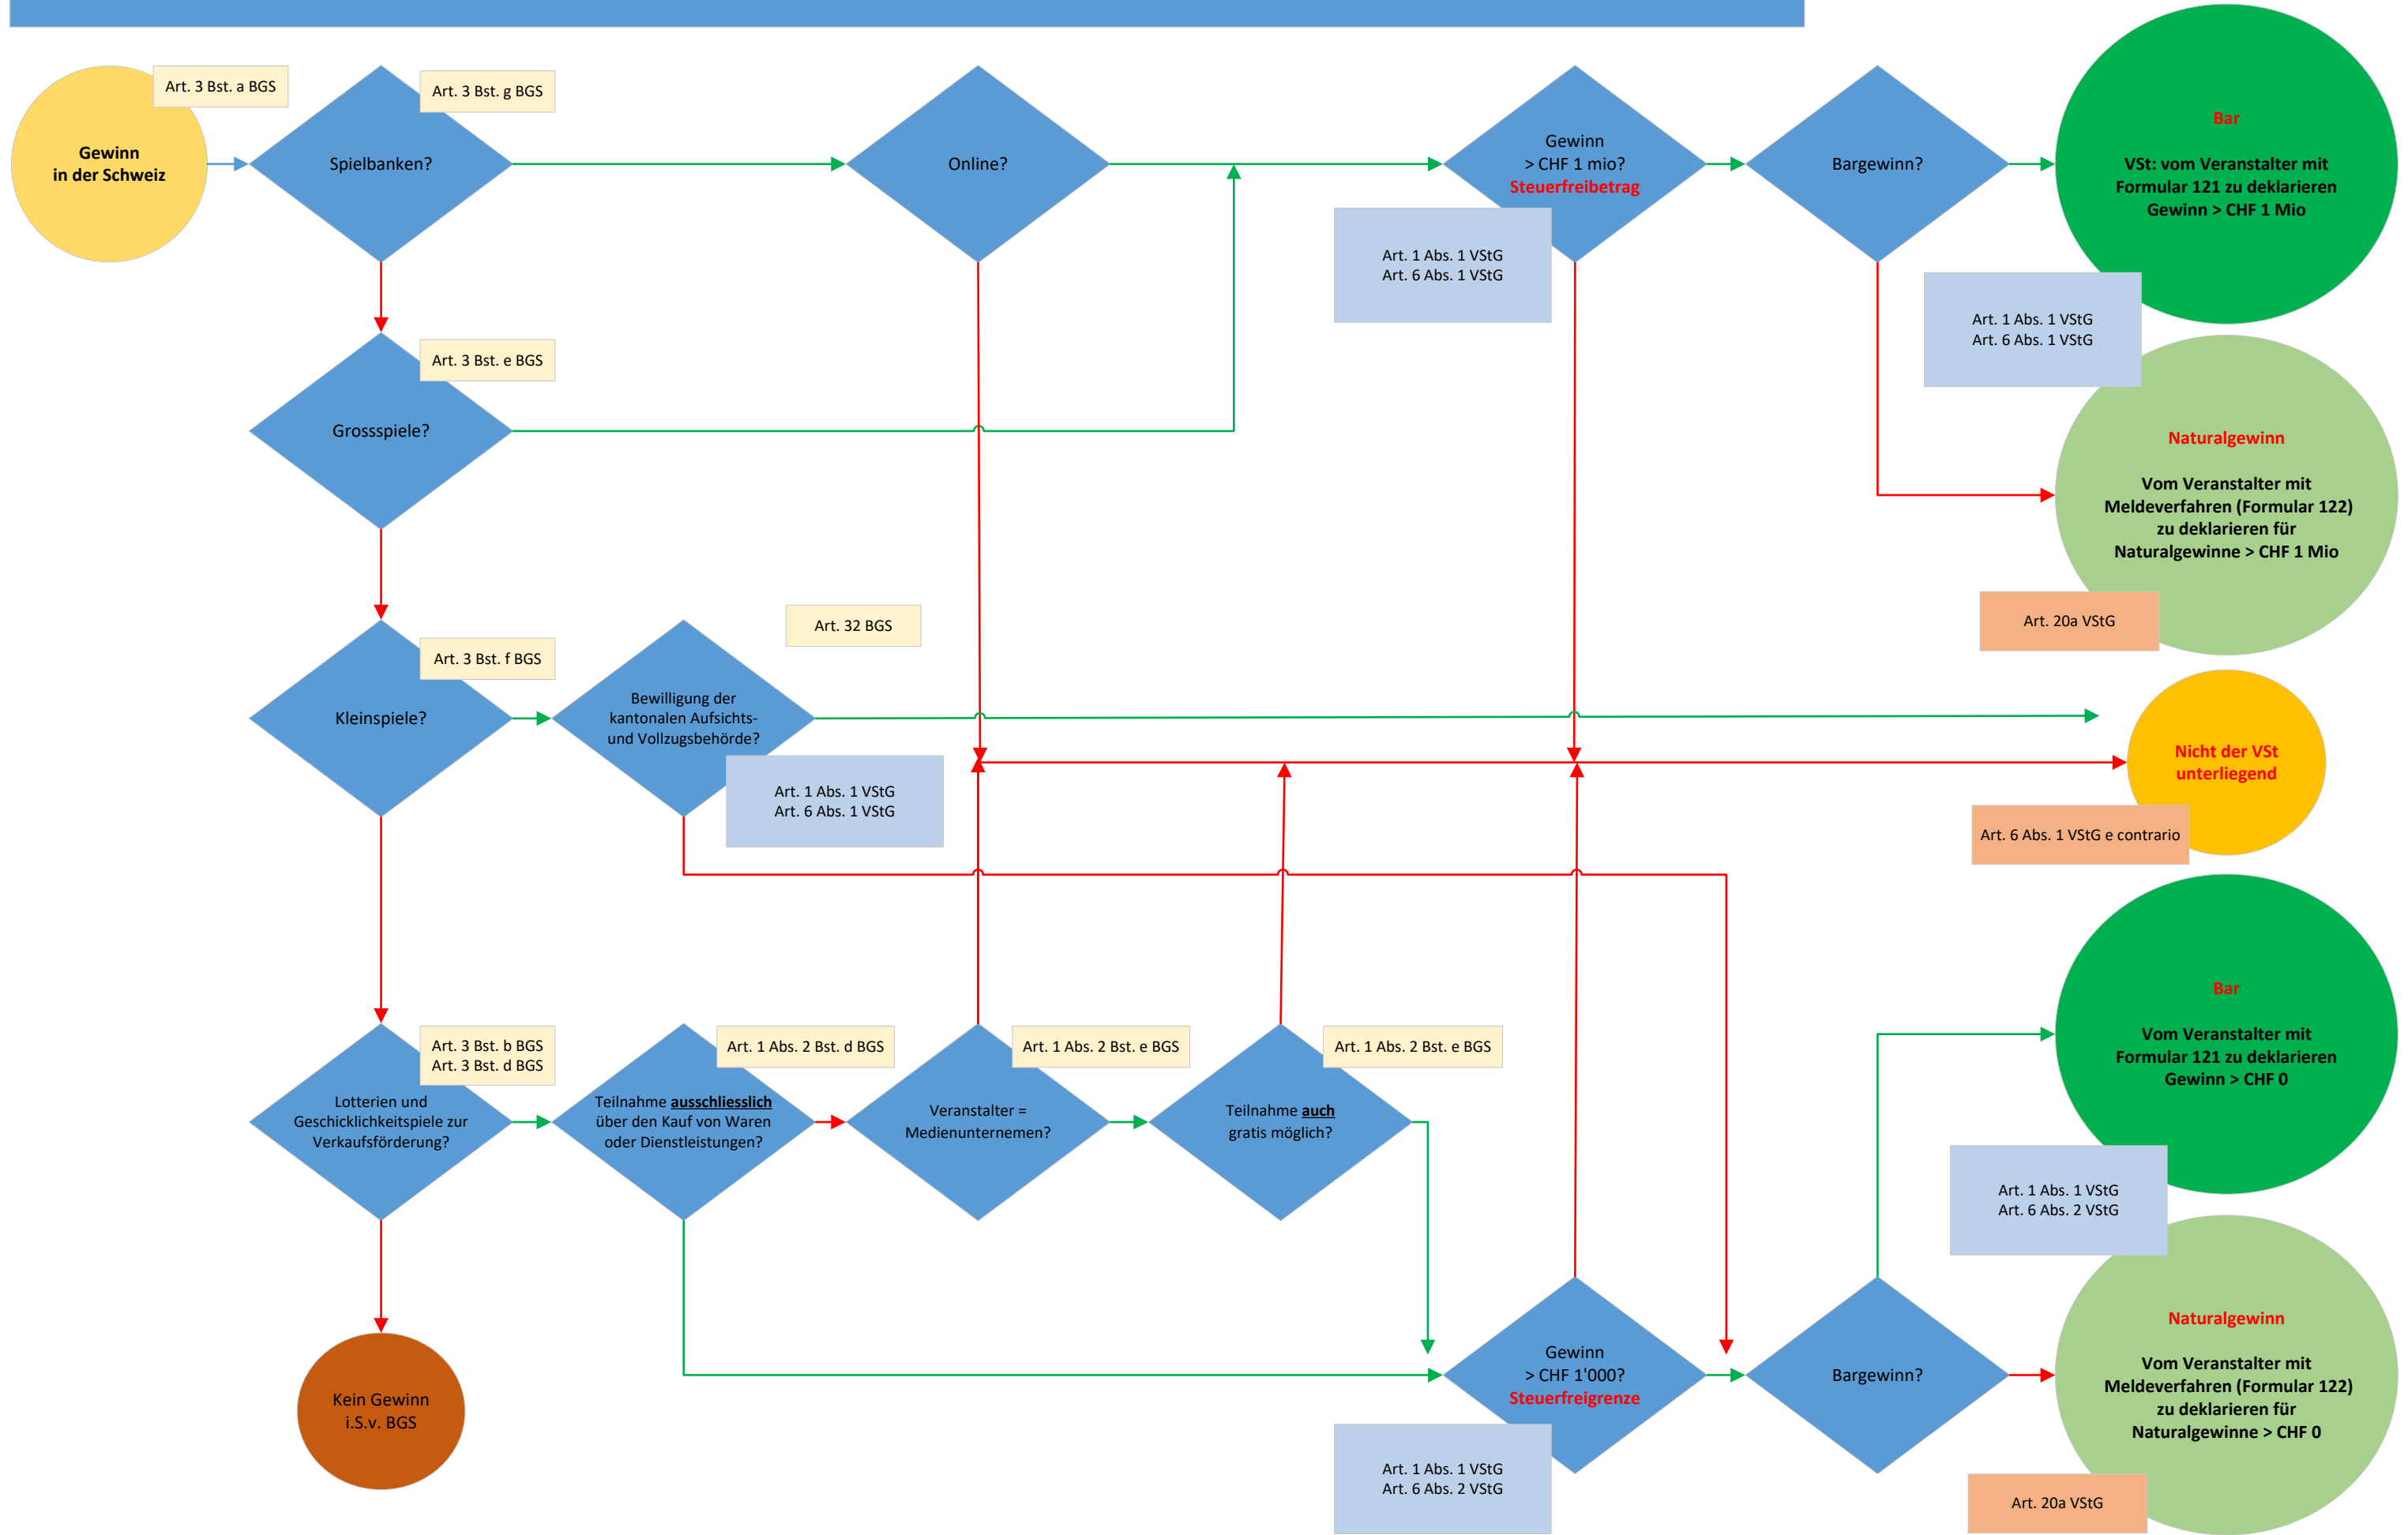 Gewinn
in der Schweiz
Art. 3 Bst. a BGS
Spielbanken?
Art. 3 Bst. g BGS
Online?
Gewinn
> CHF 1 mio?
Steuerfreibetrag
Art. 1 Abs. 1 VStG
Art. 6 Abs. 1 VStG
Bargewinn?
Bar
VSt: vom Veranstalter mit
Formular 121 zu deklarieren
Gewinn > CHF 1 Mio
Art. 1 Abs. 1 VStG
Art. 6 Abs. 1 VStG
Grossspiele?
Art. 3 Bst. e BGS
Naturalgewinn
Vom Veranstalter mit
Meldeverfahren (Formular 122)
zu deklarieren für
Naturalgewinne > CHF 1 Mio
Art. 20a VStG
Kleinspiele?
Art. 3 Bst. f BGS
Bewilligung der
kantonalen Aufsichts-
und Vollzugsbehörde?
Art. 32 BGS
Art. 1 Abs. 1 VStG
Art. 6 Abs. 1 VStG
Nicht der VSt
unterliegend
Art. 6 Abs. 1 VStG e contrario
Lotterien und
Geschicklichkeitspiele zur
Verkaufsförderung?
Art. 3 Bst. b BGS
Art. 3 Bst. d BGS
Teilnahme ausschliesslich
über den Kauf von Waren
oder Dienstleistungen?
Art. 1 Abs. 2 Bst. d BGS
Veranstalter =
Medienunternemen?
Art. 1 Abs. 2 Bst. e BGS
Teilnahme auch
gratis möglich?
Art. 1 Abs. 2 Bst. e BGS
Bar
Vom Veranstalter mit
Formular 121 zu deklarieren
Gewinn > CHF 0
Art. 1 Abs. 1 VStG
Art. 6 Abs. 2 VStG
Kein Gewinn
i.S.v. BGS
Gewinn
> CHF 1'000?
Steuerfreigrenze
Art. 1 Abs. 1 VStG
Art. 6 Abs. 2 VStG
Bargewinn?
Naturalgewinn
Vom Veranstalter mit
Meldeverfahren (Formular 122)
zu deklarieren für
Naturalgewinne > CHF 0
Art. 20a VStG